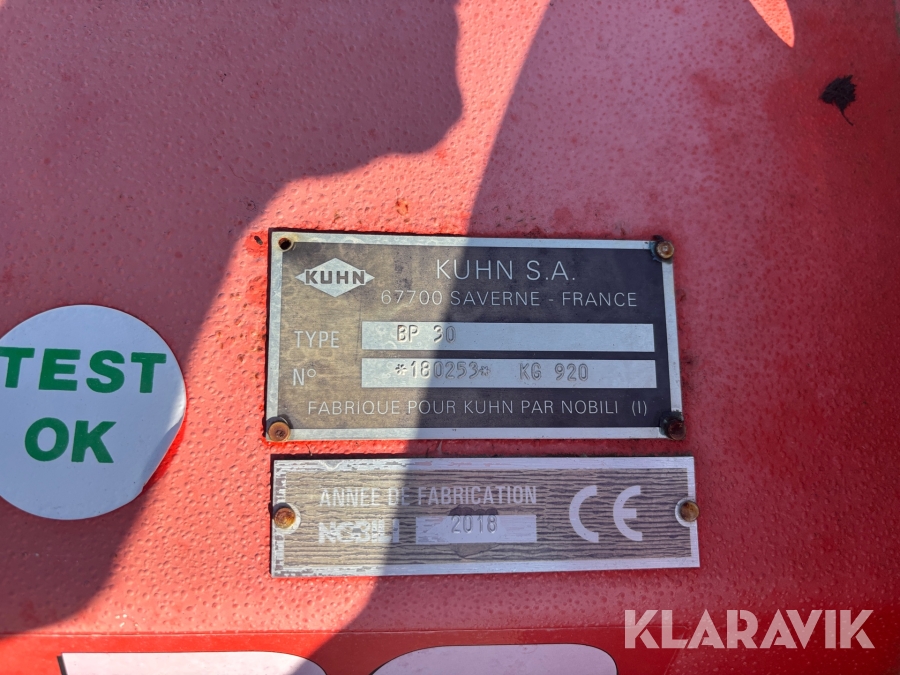 KUHN
KUHN S.A.
67700 SAVERNE - FRANCE
TYPE BP 30
N° *180253* KG 920
FABRIQUE POUR KUHN PAR NOBILI (I)
TEST
OK
ANNÉE DE FABRICATION
2018
CE
KLARAVIK